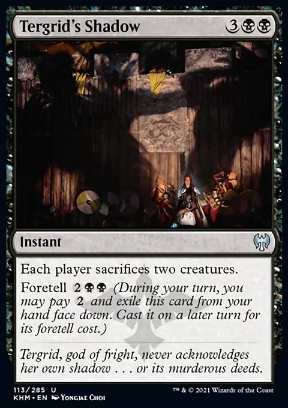 Tergrid's Shadow 3
Instant
Each player sacrifices two creatures.
Foretell 2 (During your turn, you
may pay 2 and exile this card from your
hand face down. Cast it on a later turn for
its foretell cost.)
Tergrid, god of fright, never acknowledges
her own shadow . . . or its murderous deeds.
113/285 U
KHM • EN YONGJAE CHOI
™ & © 2021 Wizards of the Coast